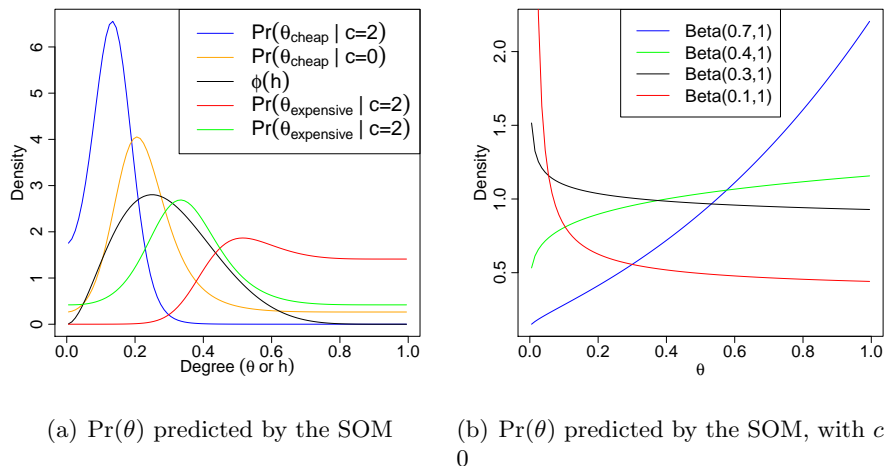 Pr(θcheap | c=2)
Pr(θcheap | c=0)
ϕ(h)
Pr(θexpensive | c=2)
Pr(θexpensive | c=2)
Density
0 1 2 3 4 5 6
0.0 0.2 0.4 0.6 0.8 1.0
Degree (θ or h)
(a) Pr(θ) predicted by the SOM
Beta(0.7,1)
Beta(0.4,1)
Beta(0.3,1)
Beta(0.1,1)
Density
0.5 1.0 1.5 2.0
0.0 0.2 0.4 0.6 0.8 1.0
θ
(b) Pr(θ) predicted by the SOM, with c
0